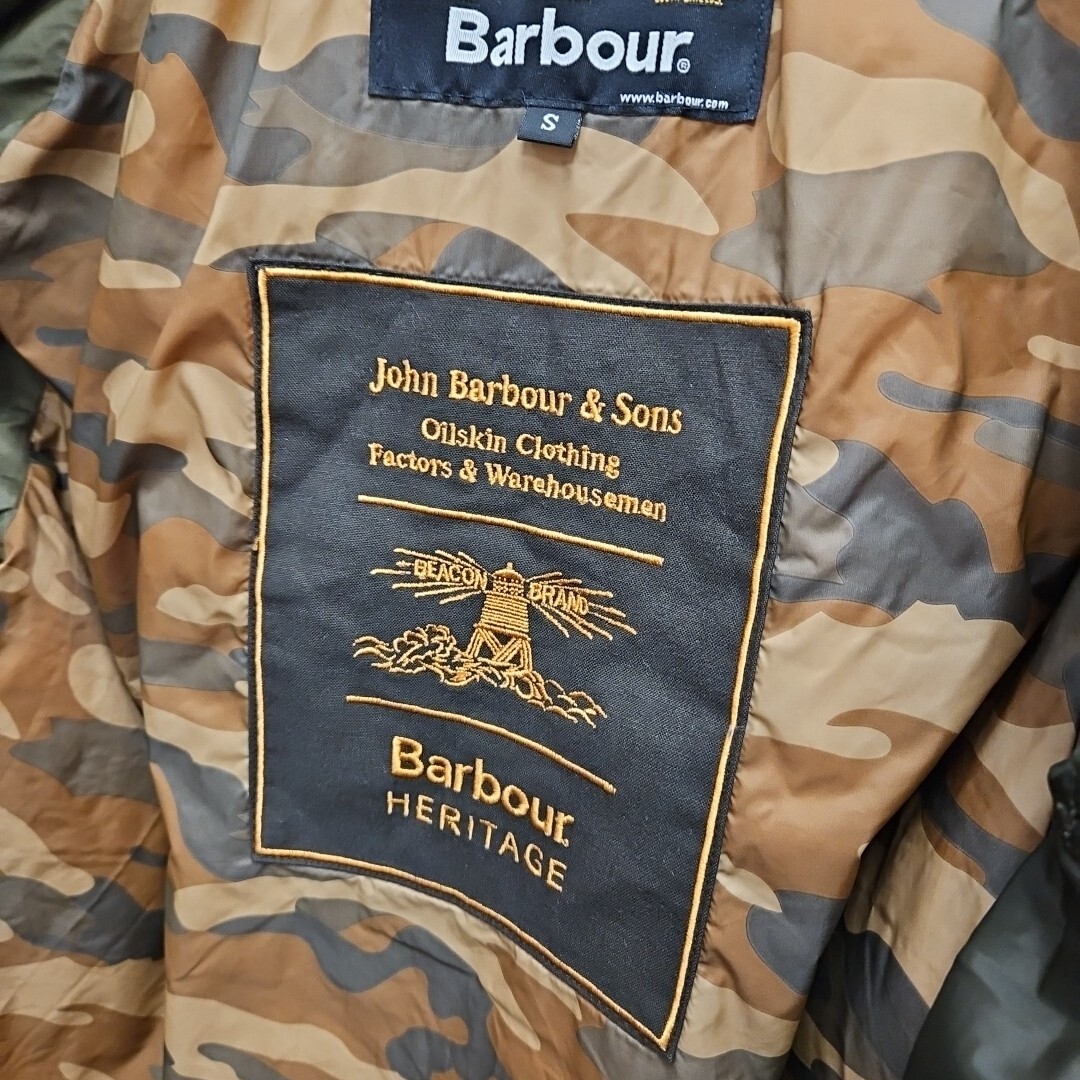 Barbour®
www.barbour.com
S
John Barbour & Sons
Oilskin Clothing
Factors & Warehousemen
BEACON BRAND
Barbour
HERITAGE